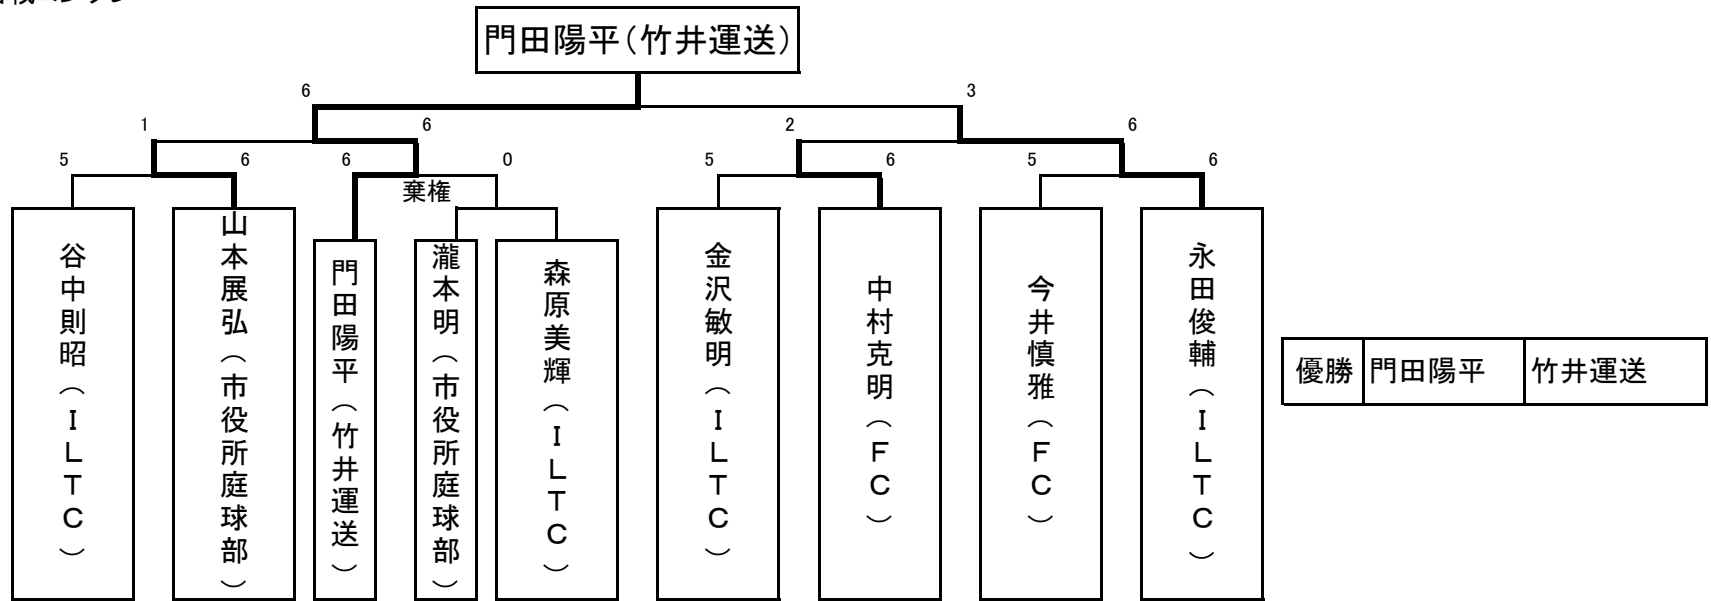 門田陽平(竹井運送)
6 3
1 6 2 6
5 6 6 0 5 6 5 6
棄権
谷中則昭(ILTC)
山本展弘(市役所庭球部)
門田陽平(竹井運送)
瀧本明(市役所庭球部)
森原美輝(ILTC)
金沢敏明(ILTC)
中村克明(FC)
今井慎雅(FC)
永田俊輔(ILTC)
優勝 門田陽平 竹井運送